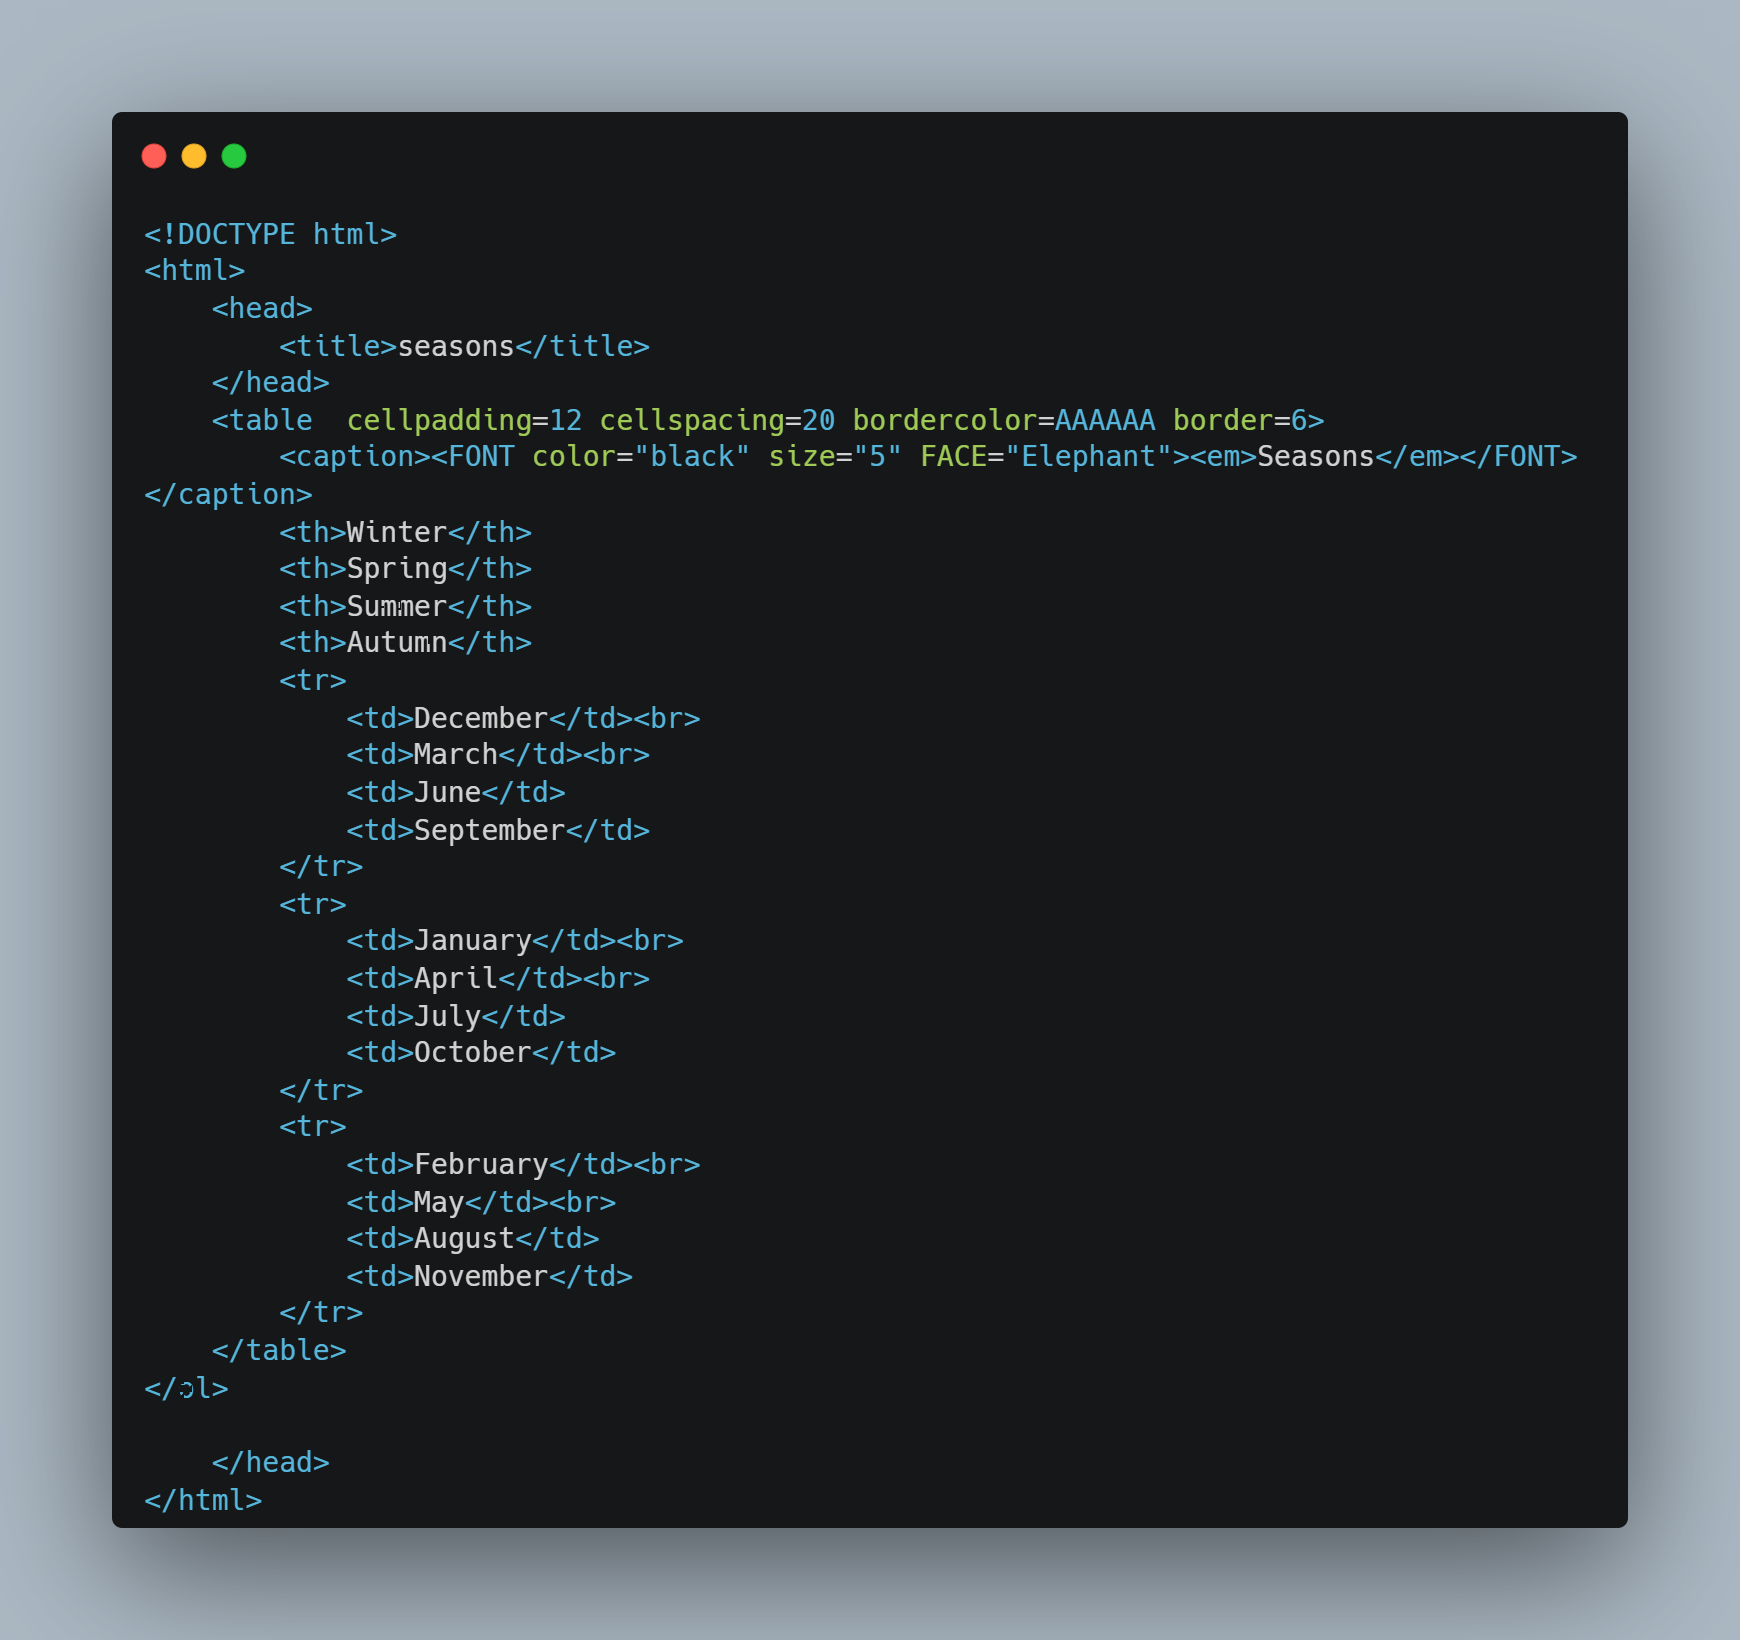 <!DOCTYPE html>
<html>
    <head>
        <title>seasons</title>
    </head>
    <table  cellpadding=12 cellspacing=20 bordercolor=AAAAAA border=6>
        <caption><FONT color="black" size="5" FACE="Elephant"><em>Seasons</em></FONT>
</caption>
        <th>Winter</th>
        <th>Spring</th>
        <th>Summer</th>
        <th>Autumn</th>
        <tr>
            <td>December</td><br>
            <td>March</td><br>
            <td>June</td>
            <td>September</td>
        </tr>
        <tr>
            <td>January</td><br>
            <td>April</td><br>
            <td>July</td>
            <td>October</td>
        </tr>
        <tr>
            <td>February</td><br>
            <td>May</td><br>
            <td>August</td>
            <td>November</td>
        </tr>
    </table>
</ol>

    </head>
</html>